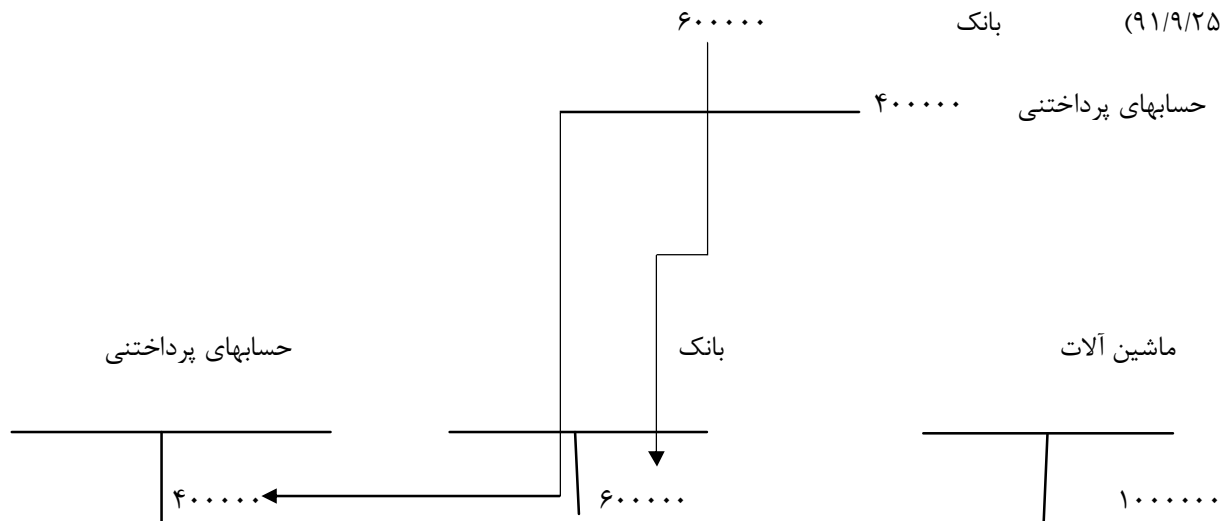 ۹۱/۹/۲۵) بانک ۶۰۰۰۰۰
حسابهای پرداختنی ۴۰۰۰۰۰
ماشین آلات بانک حسابهای پرداختنی
۱۰۰۰۰۰۰ ۶۰۰۰۰۰ ۴۰۰۰۰۰